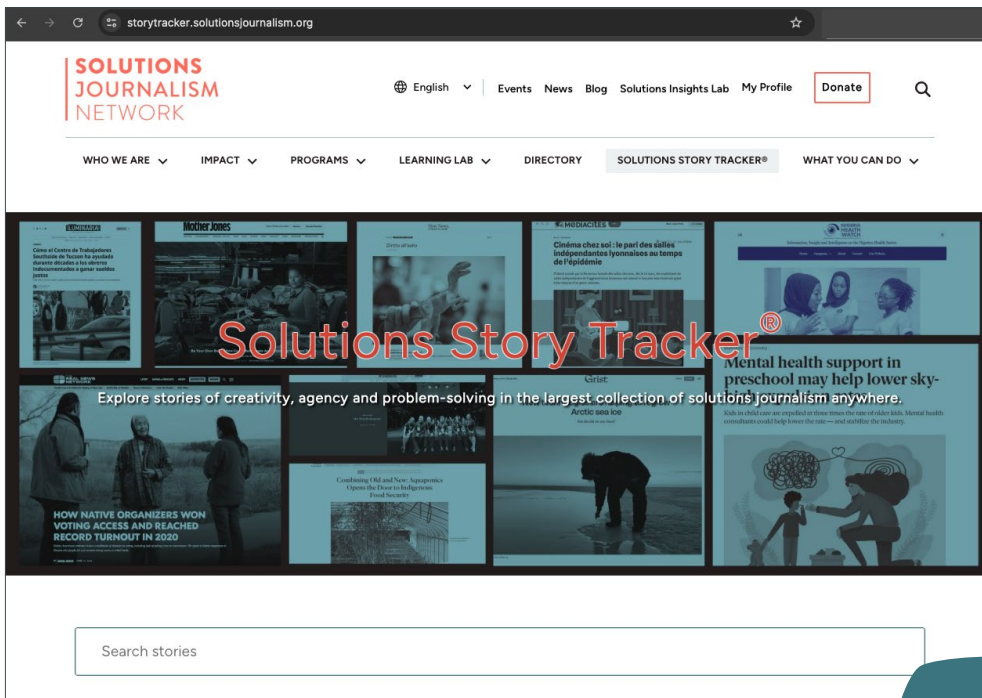 storytracker.solutionsjournalism.org
SOLUTIONS
JOURNALISM
NETWORK
English
Events News Blog Solutions Insights Lab My Profile Donate
WHO WE ARE IMPACT PROGRAMS LEARNING LAB DIRECTORY SOLUTIONS STORY TRACKER® WHAT YOU CAN DO
Cómo el Centro de Trabajadores
Southside de Tucson ha ayudado
durante décadas a los obreros
indocumentados a ganar sueldos
justos
Mother Jones
MEDIACITÉS
Cinéma chez soi : le pari des salles
indépendantes lyonnaises au temps
de l'épidémie
NIGERIA
HEALTH
WATCH
Solutions Story Tracker®
Explore stories of creativity, agency and problem-solving in the largest collection of solutions journalism anywhere.
HOW NATIVE ORGANIZERS WON
VOTING ACCESS AND REACHED
RECORD TURNOUT IN 2020
Combining Old and New: Aquaponics
Opens the Door to Indigenous
Food Security
Grist
Arctic sea ice
Mental health support in
preschool may help lower sky-
Kids in child care are expelled at three times the rate of older kids. Mental health
consultants could help lower the rate — and stabilize the industry.
Search stories